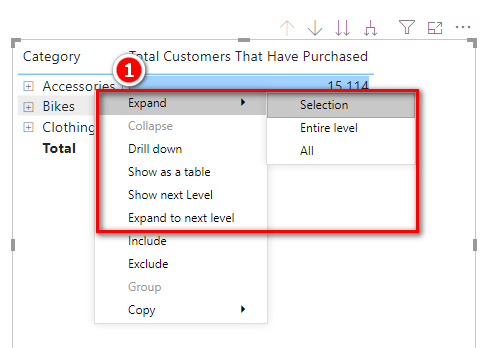 Category Total Customers That Have Purchased
1
Accessories 15,114
Bikes
Clothing
Total
Expand
Selection
Collapse
Entire level
Drill down
All
Show as a table
Show next Level
Expand to next level
Include
Exclude
Group
Copy